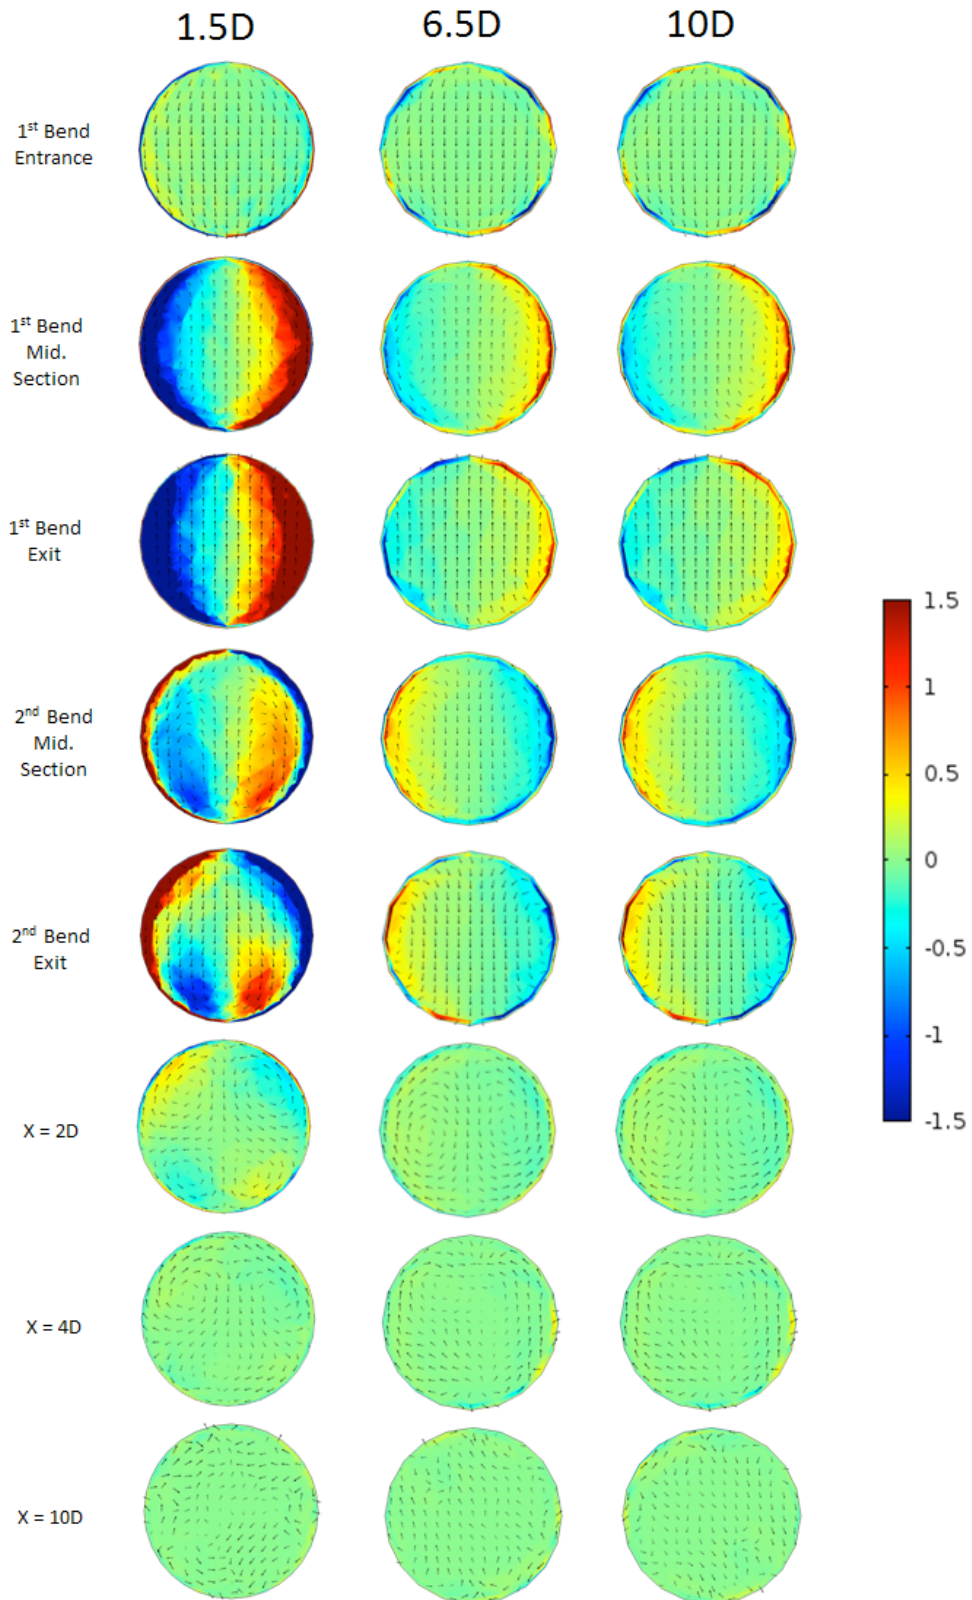 1.5D 6.5D 10D
1st Bend
Entrance
1st Bend
Mid.
Section
1st Bend
Exit
2nd Bend
Mid.
Section
2nd Bend
Exit
X = 2D
X = 4D
X = 10D
1.5
1
0.5
0
-0.5
-1
-1.5